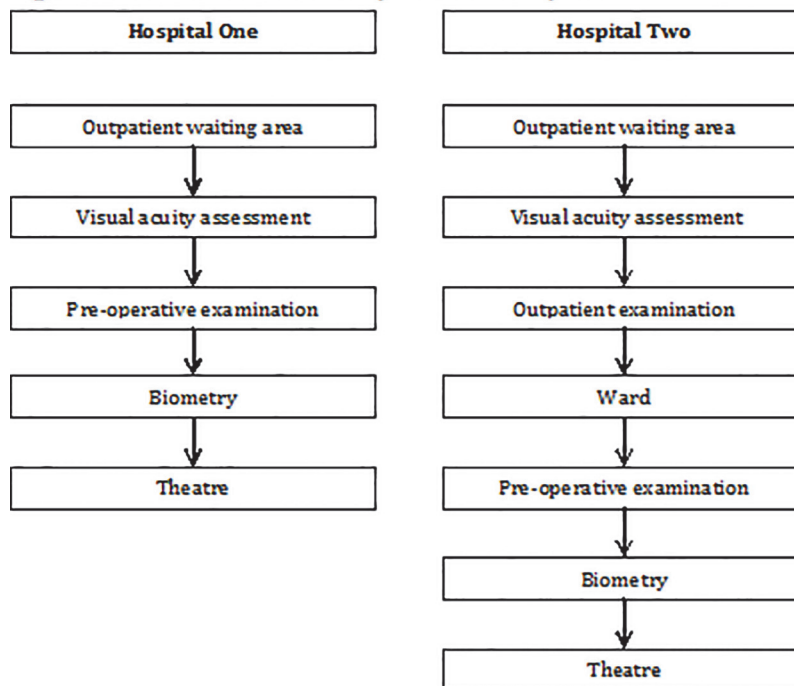 Hospital One
Outpatient waiting area
Visual acuity assessment
Pre-operative examination
Biometry
Theatre
Hospital Two
Outpatient waiting area
Visual acuity assessment
Outpatient examination
Ward
Pre-operative examination
Biometry
Theatre